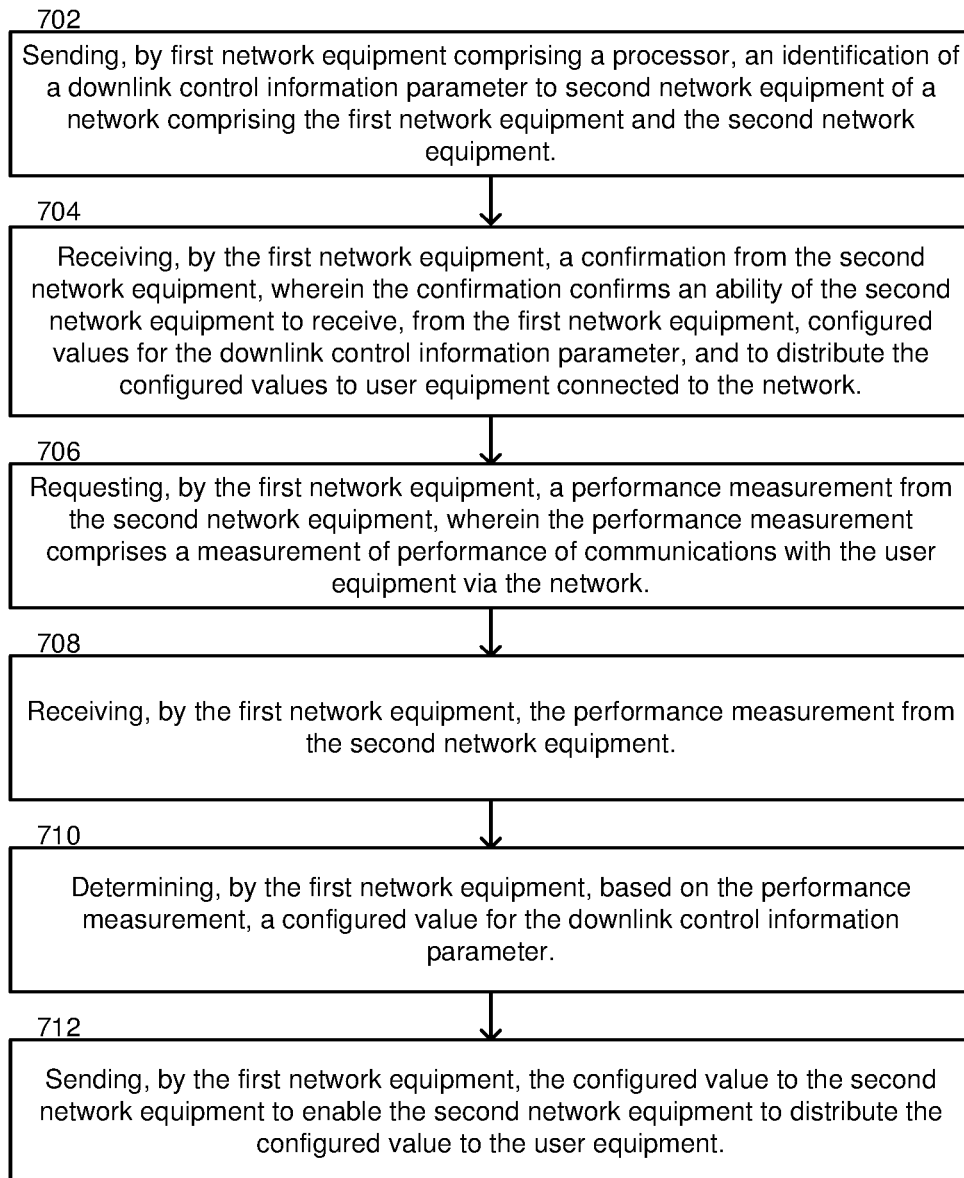 702
Sending, by first network equipment comprising a processor, an identification of
a downlink control information parameter to second network equipment of a
network comprising the first network equipment and the second network
equipment.
704
Receiving, by the first network equipment, a confirmation from the second
network equipment, wherein the confirmation confirms an ability of the second
network equipment to receive, from the first network equipment, configured
values for the downlink control information parameter, and to distribute the
configured values to user equipment connected to the network.
706
Requesting, by the first network equipment, a performance measurement from
the second network equipment, wherein the performance measurement
comprises a measurement of performance of communications with the user
equipment via the network.
708
Receiving, by the first network equipment, the performance measurement from
the second network equipment.
710
Determining, by the first network equipment, based on the performance
measurement, a configured value for the downlink control information
parameter.
712
Sending, by the first network equipment, the configured value to the second
network equipment to enable the second network equipment to distribute the
configured value to the user equipment.